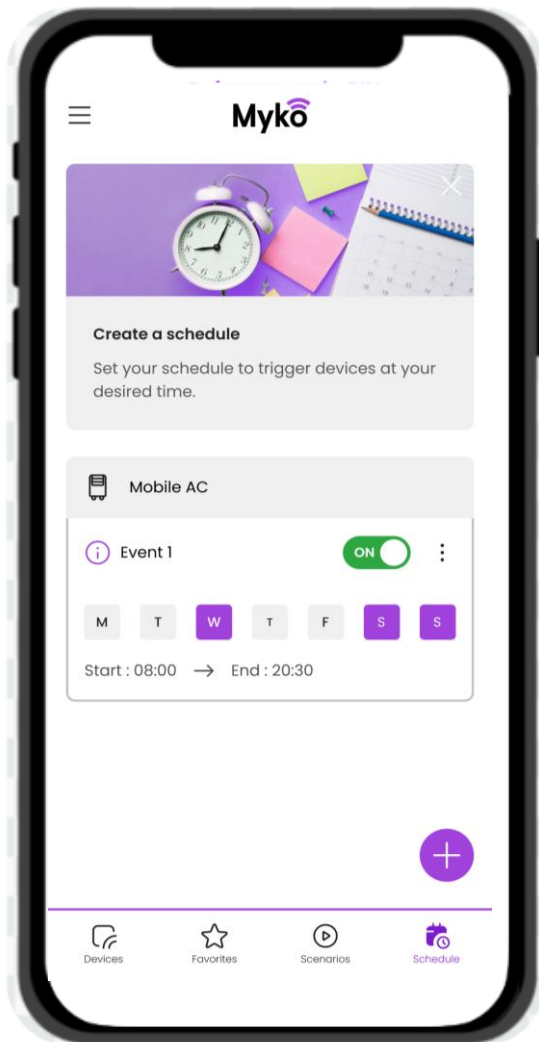 Myko
Create a schedule
Set your schedule to trigger devices at your
desired time.
Mobile AC
Event 1
ON
M T W T F S S
Start : 08:00 → End : 20:30
Devices Favorites Scenarios Schedule